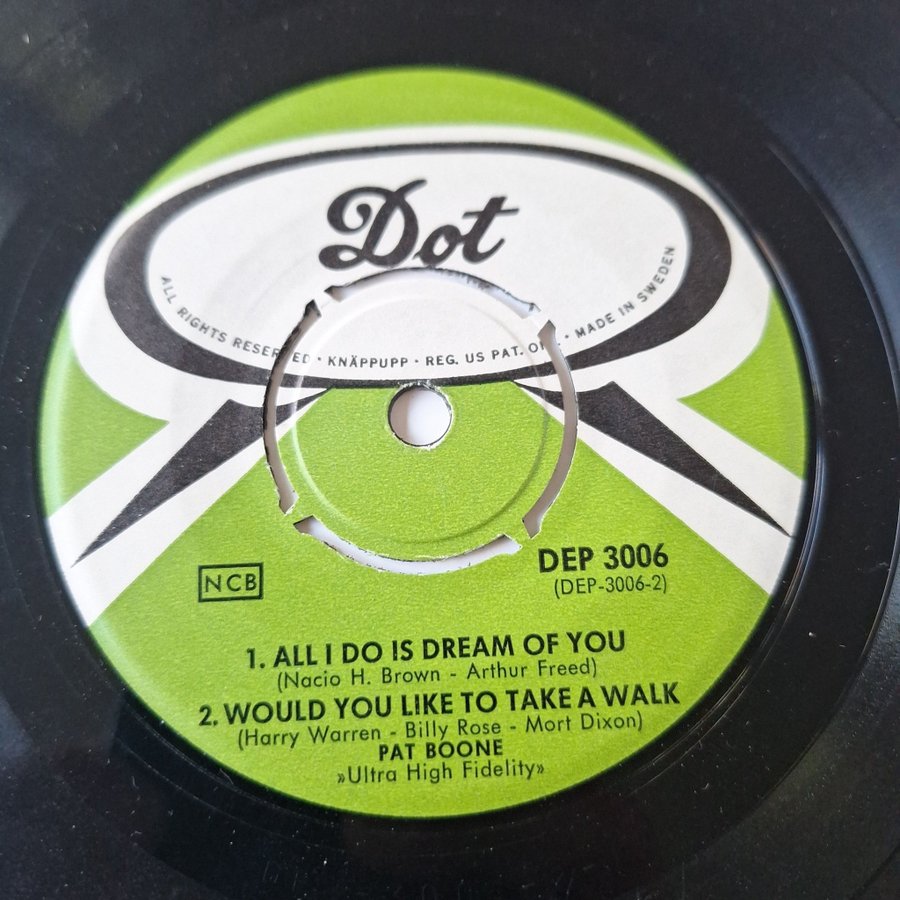 Dot
ALL RIGHTS RESERVED • KNÄPPUPP • REG. US PAT. OFF. • MADE IN SWEDEN
NCB
DEP 3006
(DEP-3006-2)
1. ALL I DO IS DREAM OF YOU
(Nacio H. Brown - Arthur Freed)
2. WOULD YOU LIKE TO TAKE A WALK
(Harry Warren - Billy Rose - Mort Dixon)
PAT BOONE
»Ultra High Fidelity»